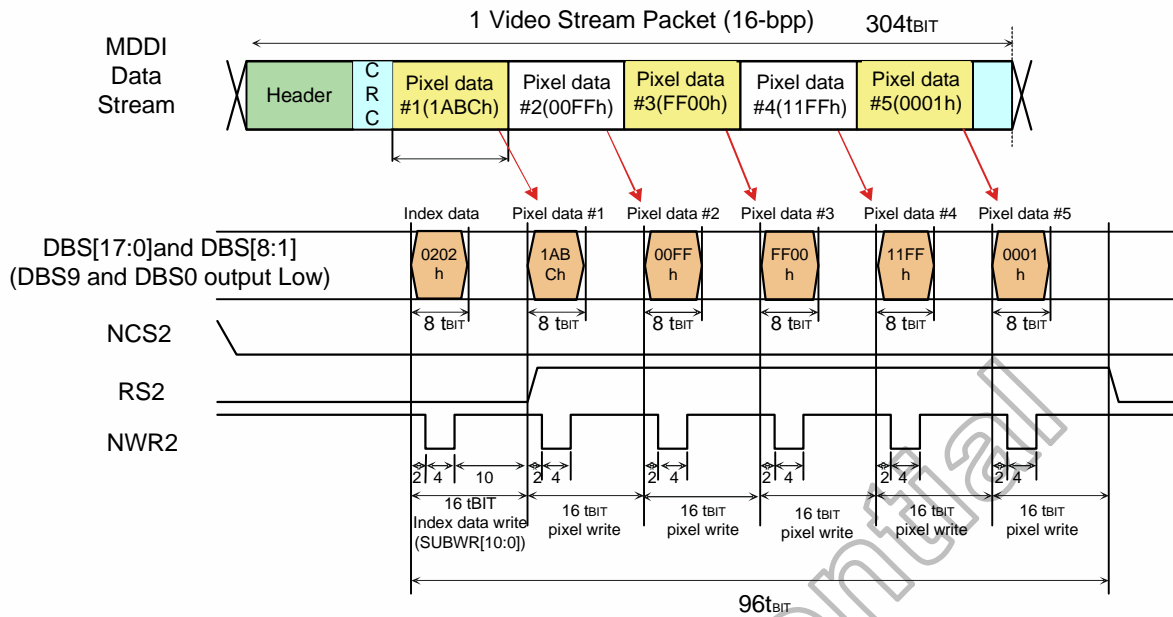 1 Video Stream Packet (16-bpp) 304tBIT
MDDI
Data
Stream
Header
C
R
C
Pixel data
#1(1ABCh)
Pixel data
#2(00FFh)
Pixel data
#3(FF00h)
Pixel data
#4(11FFh)
Pixel data
#5(0001h)
Index data Pixel data #1 Pixel data #2 Pixel data #3 Pixel data #4 Pixel data #5
DBS[17:0]and DBS[8:1]
(DBS9 and DBS0 output Low)
0202
h
1AB
Ch
00FF
h
FF00
h
11FF
h
0001
h
8 tBIT 8 tBIT 8 tBIT 8 tBIT 8 tBIT 8 tBIT
NCS2
RS2
NWR2
2 4 10 2 4 2 4 2 4 2 4 2 4
16 tBIT
Index data write
(SUBWR[10:0])
16 tBIT
pixel write
16 tBIT
pixel write
16 tBIT
pixel write
16 tBIT
pixel write
16 tBIT
pixel write
96tBIT
ential